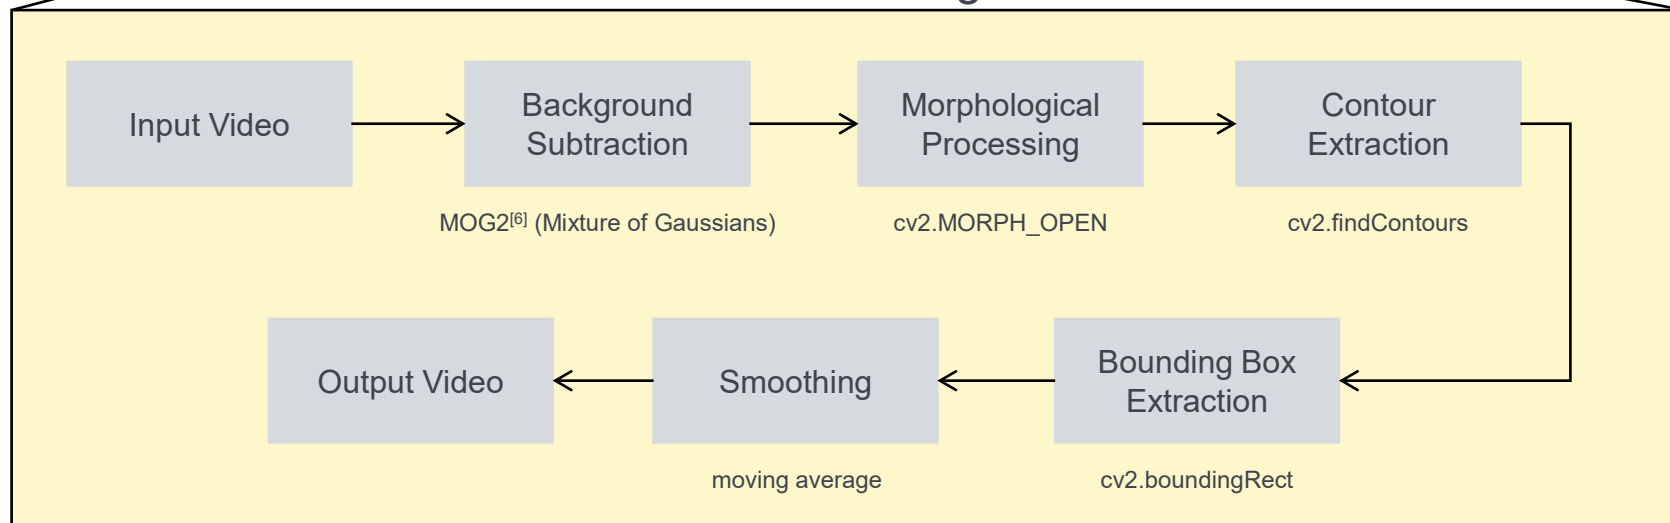 Input Video
Background
Subtraction
Morphological
Processing
Contour
Extraction
MOG2[6] (Mixture of Gaussians)
cv2.MORPH_OPEN
cv2.findContours
Output Video
Smoothing
Bounding Box
Extraction
moving average
cv2.boundingRect